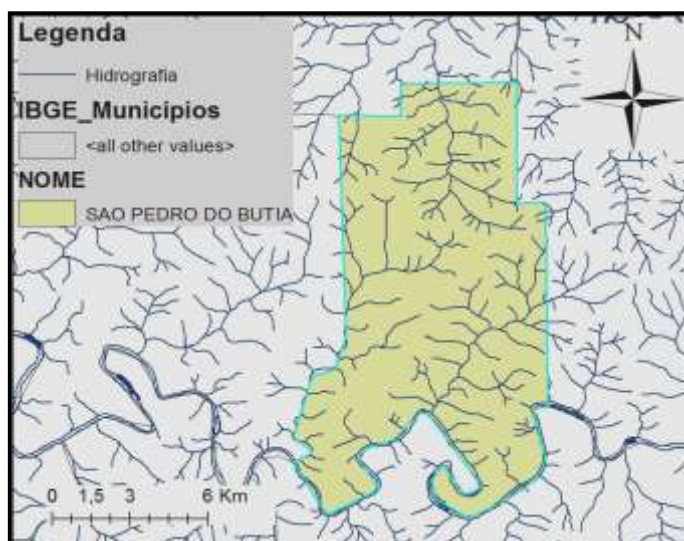 Legenda
Hidrografia
IBGE_Municipios
<all other values>
NOME
SAO PEDRO DO BUTIA
N
0 1,5 3 6 Km